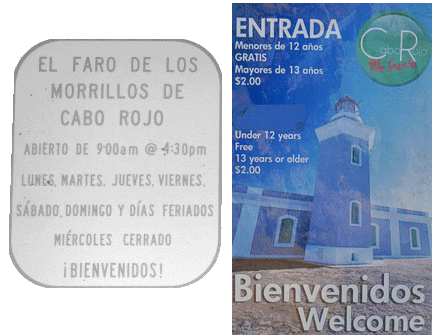 EL FARO DE LOS
MORRILLOS DE
CABO ROJO
ABIERTO DE 9:00am @ 4:30pm
LUNES, MARTES, JUEVES, VIERNES,
SÁBADO, DOMINGO Y DÍAS FERIADOS
MIÉRCOLES CERRADO
¡BIENVENIDOS!
ENTRADA
Menores de 12 años
GRATIS
Mayores de 13 años
$2.00
Cabo Rojo
Under 12 years
Free
13 years or older
$2.00
Bienvenidos
Welcome